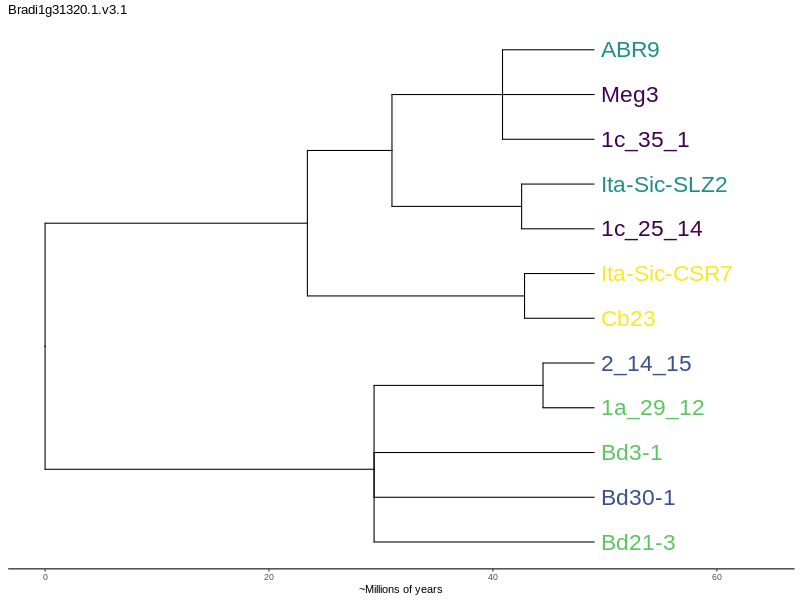 Bradi1g31320.1.v3.1
ABR9
Meg3
1c_35_1
Ita-Sic-SLZ2
1c_25_14
Ita-Sic-CSR7
Cb23
2_14_15
1a_29_12
Bd3-1
Bd30-1
Bd21-3
0 20 40 60
~Millions of years